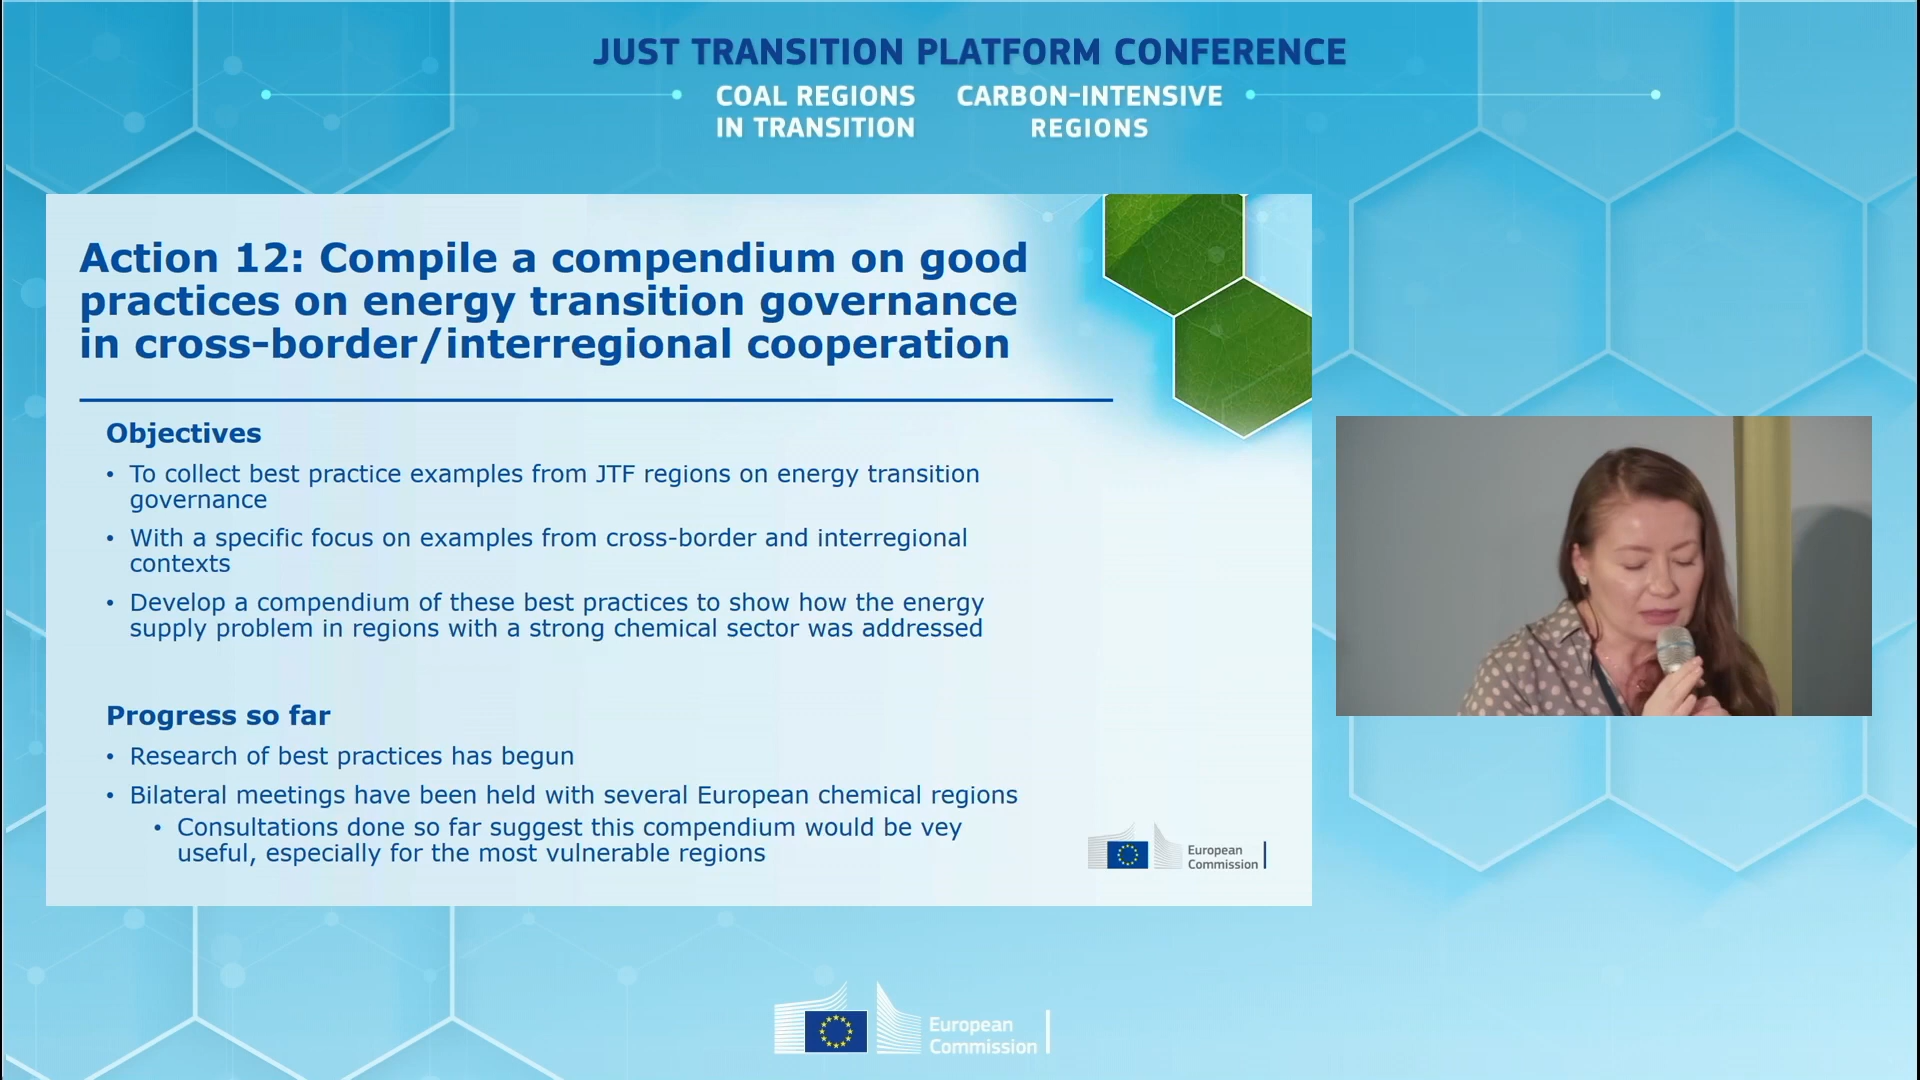 JUST TRANSITION PLATFORM CONFERENCE
COAL REGIONS
IN TRANSITION
CARBON-INTENSIVE
REGIONS
Action 12: Compile a compendium on good
practices on energy transition governance
in cross-border/interregional cooperation
Objectives
• To collect best practice examples from JTF regions on energy transition
governance
• With a specific focus on examples from cross-border and interregional
contexts
• Develop a compendium of these best practices to show how the energy
supply problem in regions with a strong chemical sector was addressed
Progress so far
• Research of best practices has begun
• Bilateral meetings have been held with several European chemical regions
• Consultations done so far suggest this compendium would be vey
useful, especially for the most vulnerable regions
European
Commission
European
Commission